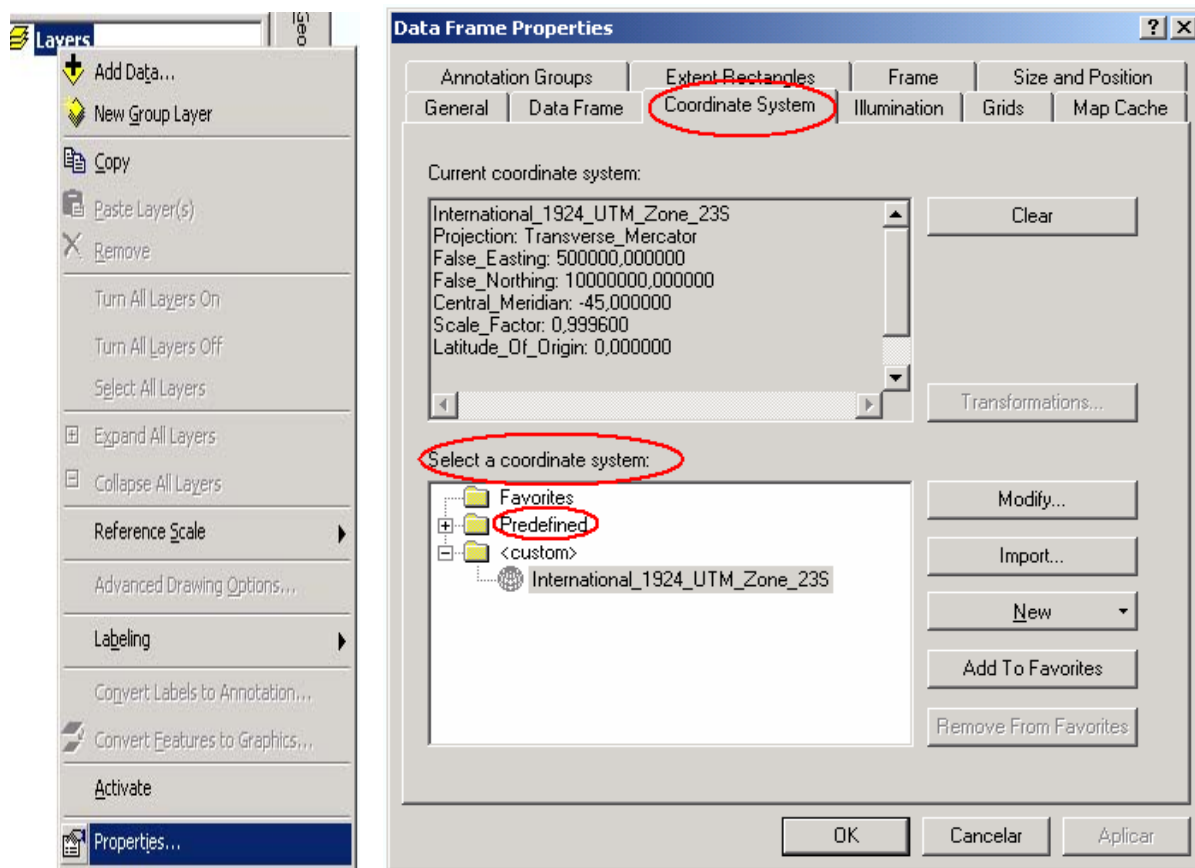 Layers
Geo
Add Data...
New Group Layer
Copy
Paste Layer(s)
Remove
Turn All Layers On
Turn All Layers Off
Select All Layers
Expand All Layers
Collapse All Layers
Reference Scale
Advanced Drawing Options...
Labeling
Convert Labels to Annotation...
Convert Features to Graphics...
Activate
Properties...
Data Frame Properties
Annotation Groups
Extent Rectangles
Frame
Size and Position
General
Data Frame
Coordinate System
Illumination
Grids
Map Cache
Current coordinate system:
International_1924_UTM_Zone_23S
Projection: Transverse_Mercator
False_Easting: 500000,000000
False_Northing: 10000000,000000
Central_Meridian: -45,000000
Scale_Factor: 0,999600
Latitude_Of_Origin: 0,000000
Clear
Transformations...
Select a coordinate system:
Favorites
Predefined
<custom>
International_1924_UTM_Zone_23S
Modify...
Import...
New
Add To Favorites
Remove From Favorites
OK
Cancelar
Aplicar